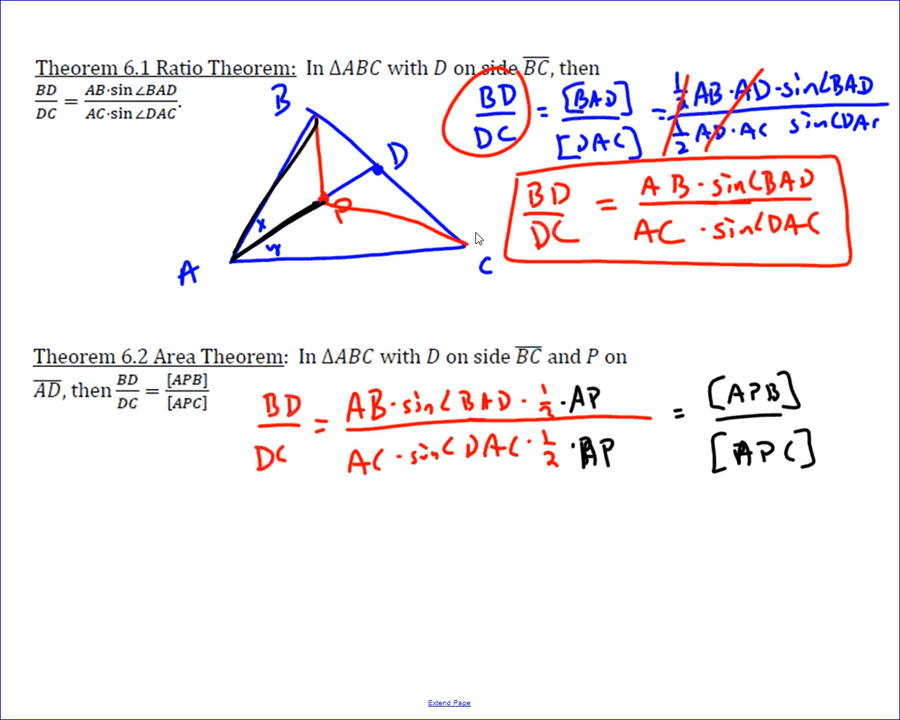 Theorem 6.1 Ratio Theorem: In ΔABC with D on side BC, then
BD/DC = AB·sin∠BAD / AC·sin∠DAC.
BD/DC = [BAD]/[DAC] = ½ AB·AD·sin∠BAD / ½ AD·AC sin∠DAC
BD/DC = AB·sin∠BAD / AC·sin∠DAC
B
D
P
x
y
A
C
Theorem 6.2 Area Theorem: In ΔABC with D on side BC and P on
AD, then BD/DC = [APB]/[APC]
BD/DC = AB·sin∠BAD·½·AP / AC·sin∠DAC·½·AP = [APB]/[APC]
Extend Page